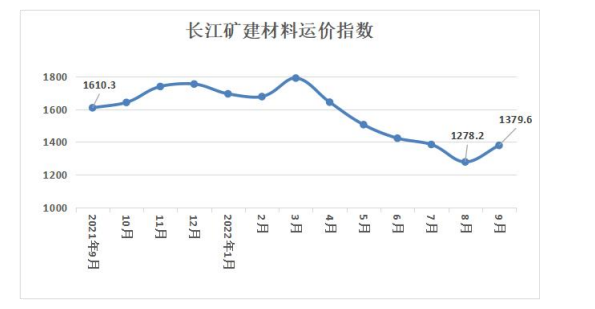 长江矿建材料运价指数
1800
1600
1400
1200
1000
1610.3
1278.2
1379.6
2021年9月
10月
11月
12月
2022年1月
2月
3月
4月
5月
6月
7月
8月
9月